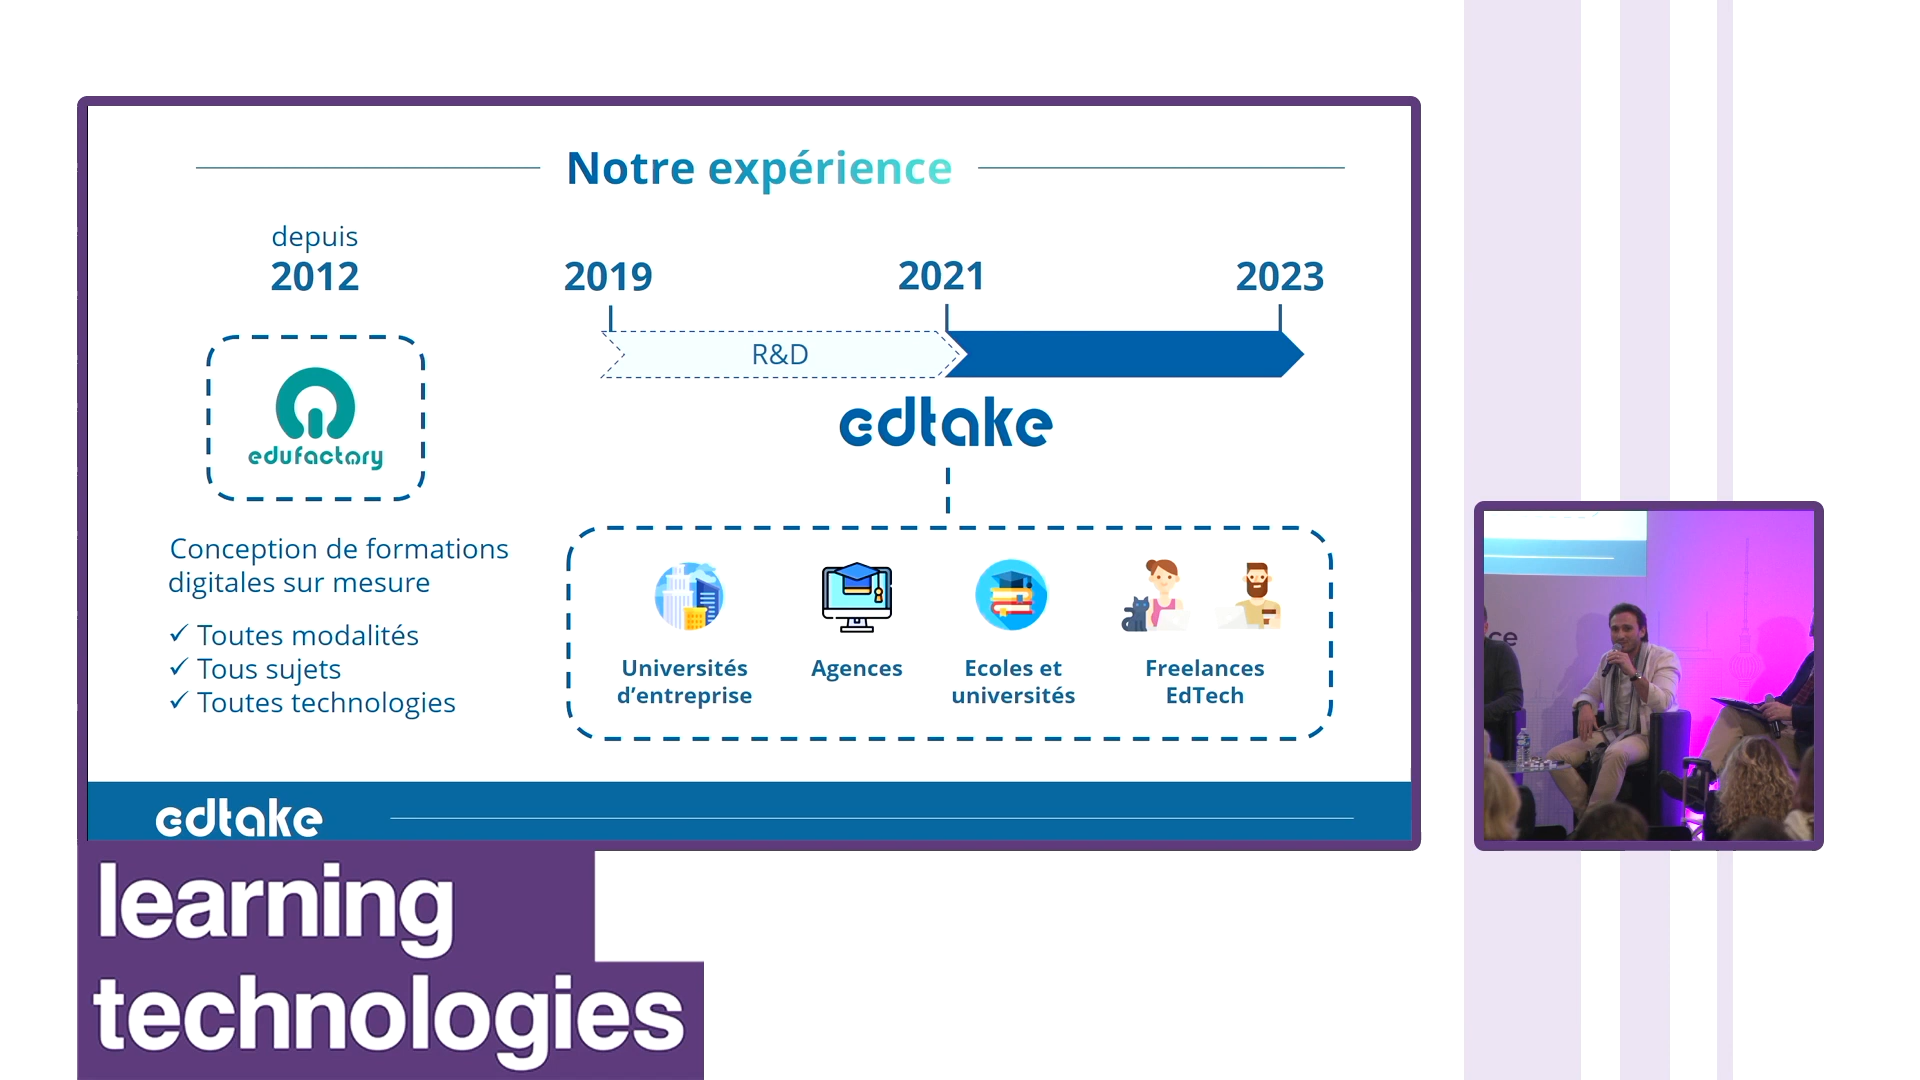 Notre expérience
depuis
2012
2019
2021
2023
R&D
edufactory
edtake
Conception de formations
digitales sur mesure
✓ Toutes modalités
✓ Tous sujets
✓ Toutes technologies
Universités
d’entreprise
Agences
Ecoles et
universités
Freelances
EdTech
edtake
learning
technologies
ce